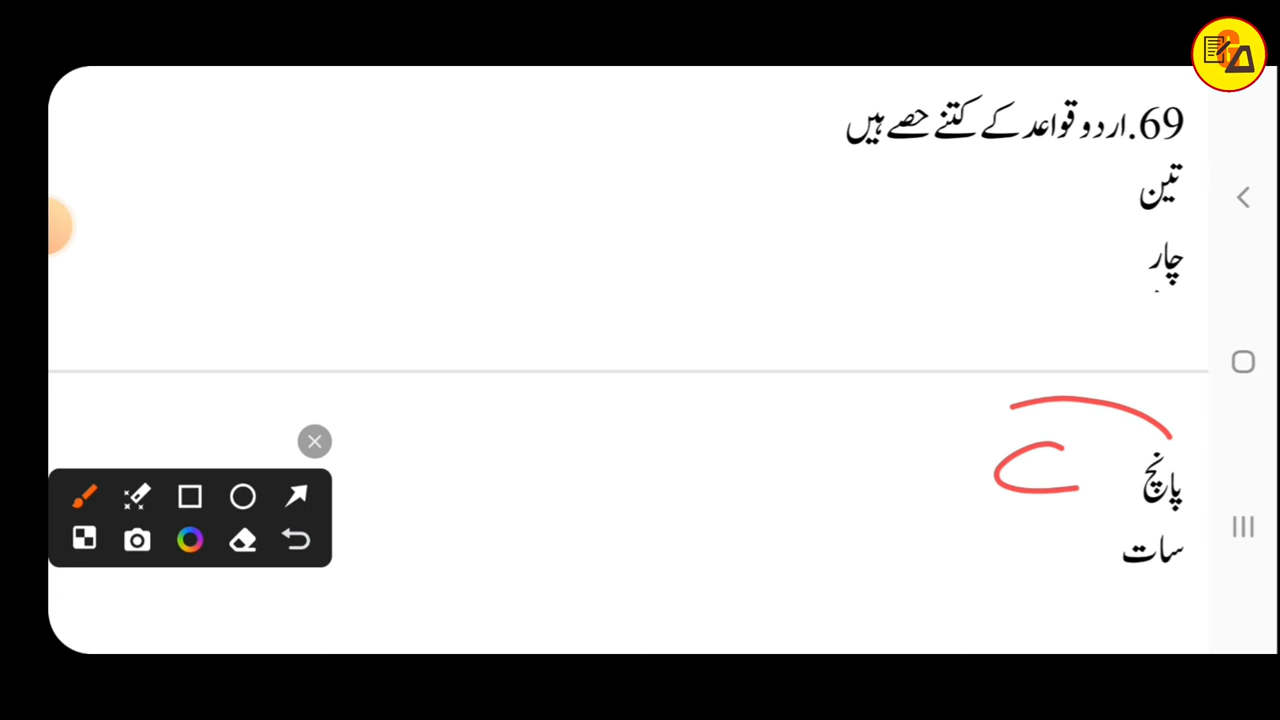 69.اردو قواعد کے کتنے حصے ہیں
تین
چار
پانچ
C
سات